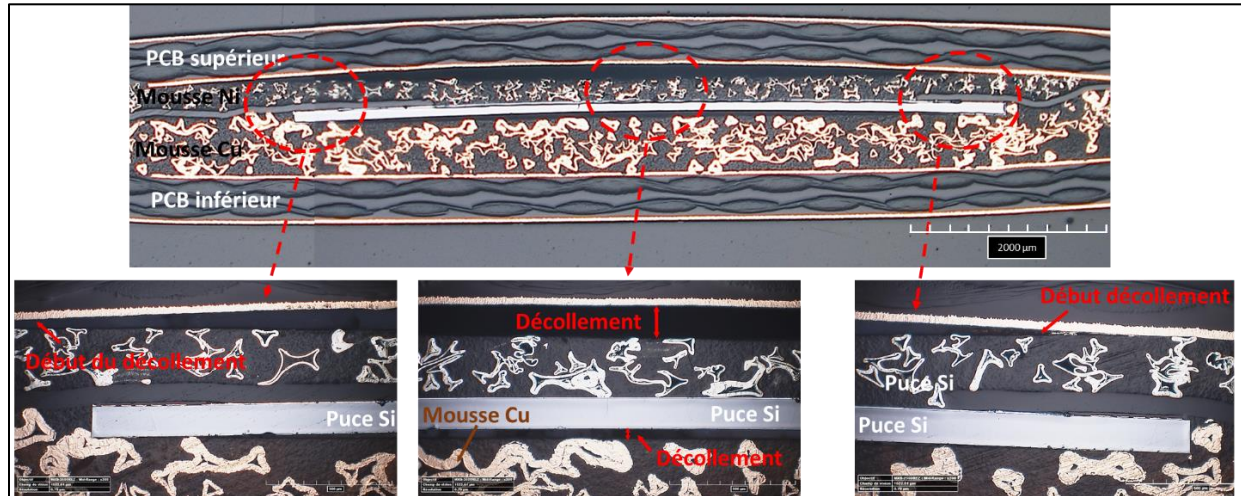 PCB supérieur
Mousse Ni
Mousse Cu
PCB inférieur
2000 µm
Début du décollement
Puce Si
Décollement
Mousse Cu
Puce Si
Décollement
Début décollement
Puce Si
Puce Si